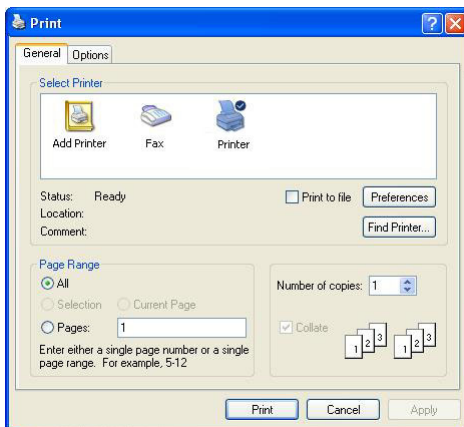 Print
General Options
Select Printer
Add Printer Fax Printer
Status: Ready
Print to file
Preferences
Location:
Comment:
Find Printer...
Page Range
All
Selection Current Page
Pages: 1
Enter either a single page number or a single
page range. For example, 5-12
Number of copies: 1
Collate
1 2 3 1 2 3
Print Cancel Apply